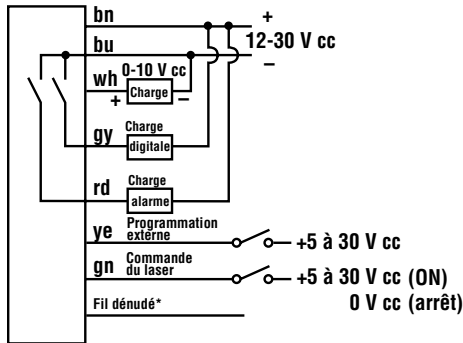 bn
+
12-30 V cc
–
bu
wh
0-10 V cc
+ Charge –
gy
Charge
digitale
rd
Charge
alarme
ye
Programmation
externe
+5 à 30 V cc
gn
Commande
du laser
+5 à 30 V cc (ON)
0 V cc (arrêt)
Fil dénudé*